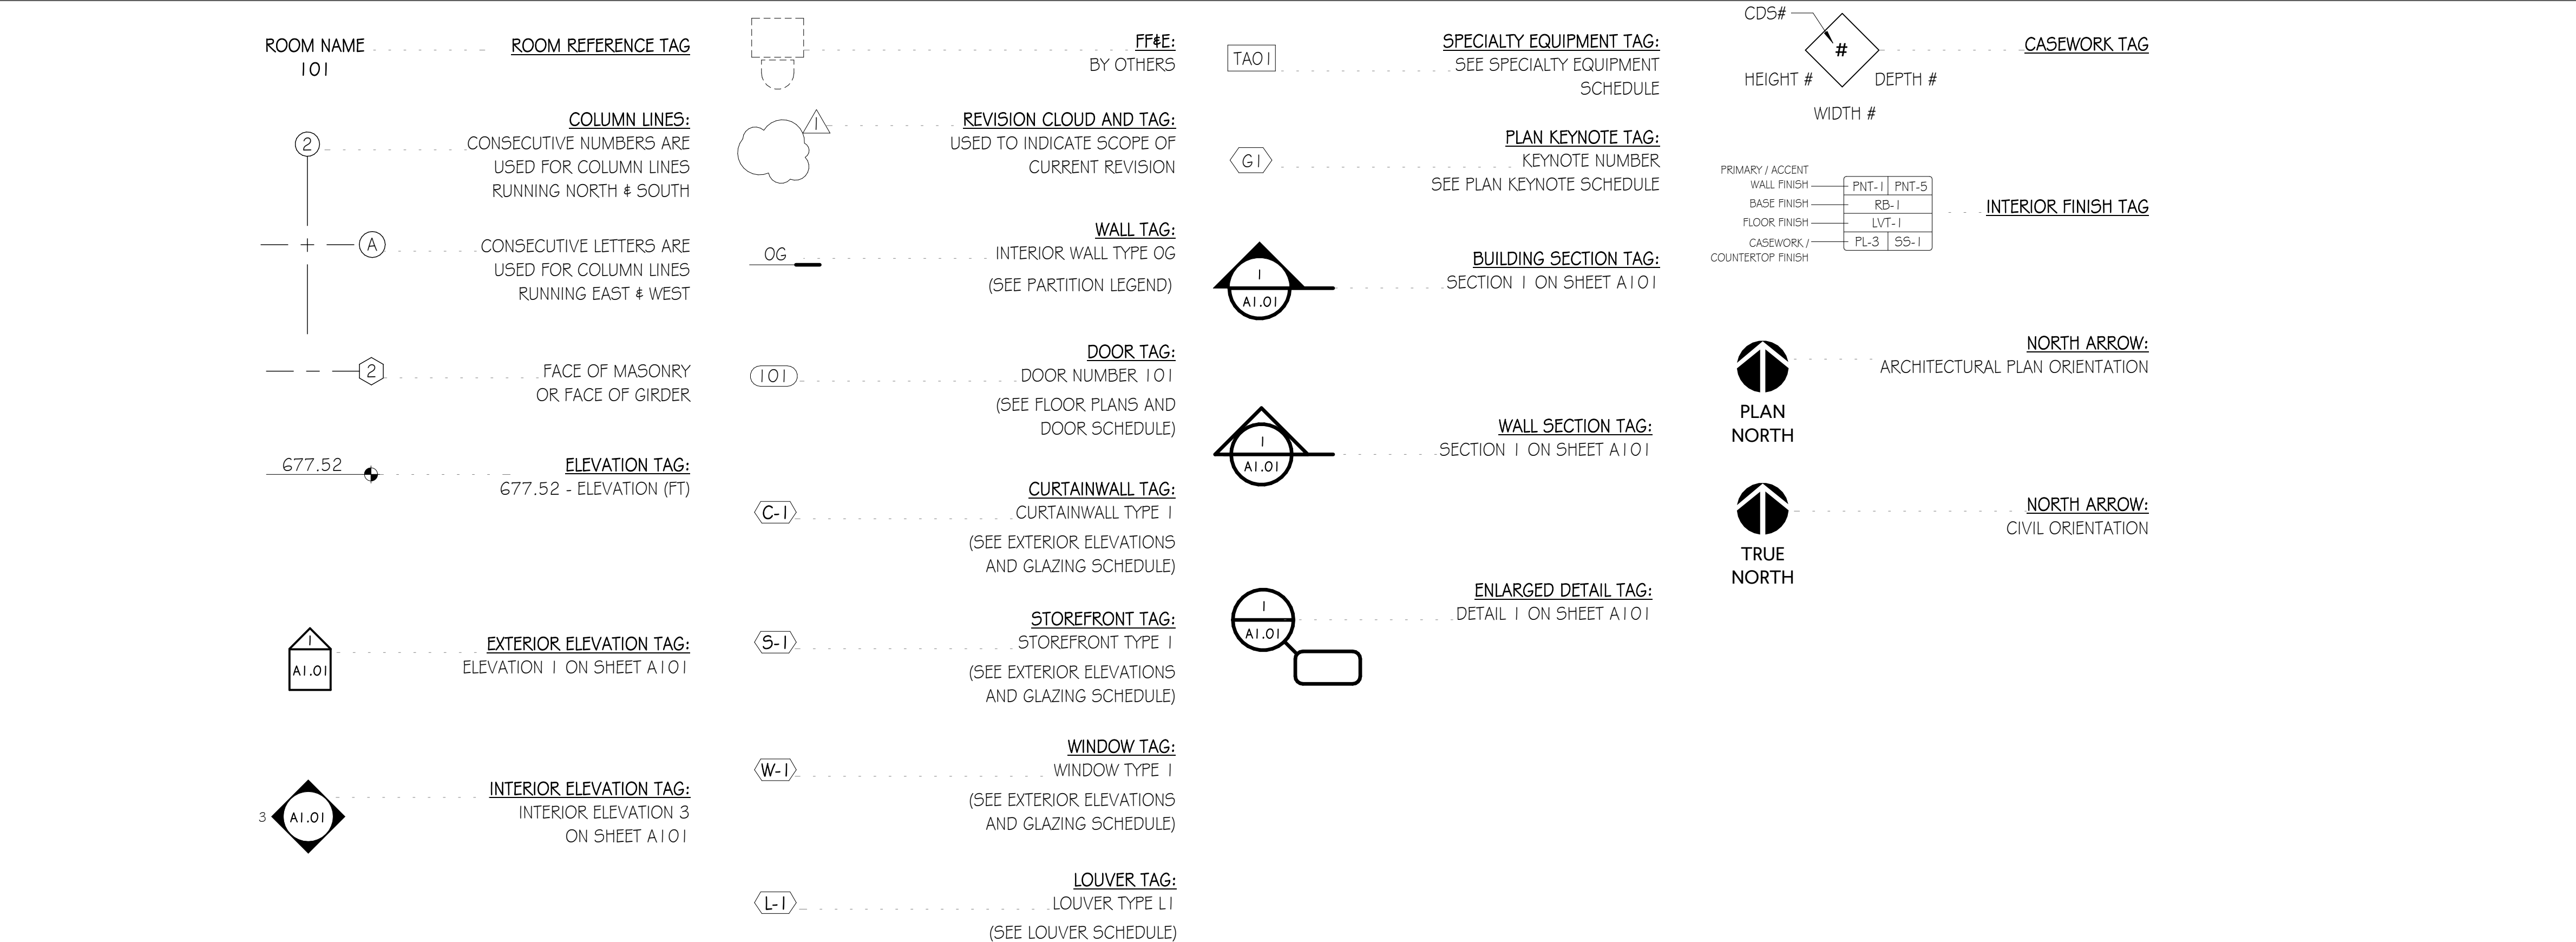 ROOM NAME
101
ROOM REFERENCE TAG
2
COLUMN LINES:
CONSECUTIVE NUMBERS ARE
USED FOR COLUMN LINES
RUNNING NORTH & SOUTH
A
CONSECUTIVE LETTERS ARE
USED FOR COLUMN LINES
RUNNING EAST & WEST
2
FACE OF MASONRY
OR FACE OF GIRDER
677.52
ELEVATION TAG:
677.52 - ELEVATION (FT)
1
A1.01
EXTERIOR ELEVATION TAG:
ELEVATION 1 ON SHEET A101
3
A1.01
INTERIOR ELEVATION TAG:
INTERIOR ELEVATION 3
ON SHEET A101
FF&E:
BY OTHERS
1
REVISION CLOUD AND TAG:
USED TO INDICATE SCOPE OF
CURRENT REVISION
0G
WALL TAG:
INTERIOR WALL TYPE 0G
(SEE PARTITION LEGEND)
101
DOOR TAG:
DOOR NUMBER 101
(SEE FLOOR PLANS AND
DOOR SCHEDULE)
C-1
CURTAINWALL TAG:
CURTAINWALL TYPE 1
(SEE EXTERIOR ELEVATIONS
AND GLAZING SCHEDULE)
S-1
STOREFRONT TAG:
STOREFRONT TYPE 1
(SEE EXTERIOR ELEVATIONS
AND GLAZING SCHEDULE)
W-1
WINDOW TAG:
WINDOW TYPE 1
(SEE EXTERIOR ELEVATIONS
AND GLAZING SCHEDULE)
L-1
LOUVER TAG:
LOUVER TYPE L1
(SEE LOUVER SCHEDULE)
TA01
SPECIALTY EQUIPMENT TAG:
SEE SPECIALTY EQUIPMENT
SCHEDULE
G1
PLAN KEYNOTE TAG:
KEYNOTE NUMBER
SEE PLAN KEYNOTE SCHEDULE
1
A1.01
BUILDING SECTION TAG:
SECTION 1 ON SHEET A101
1
A1.01
WALL SECTION TAG:
SECTION 1 ON SHEET A101
1
A1.01
ENLARGED DETAIL TAG:
DETAIL 1 ON SHEET A101
CDS#
#
HEIGHT #
DEPTH #
WIDTH #
CASEWORK TAG
PRIMARY / ACCENT
WALL FINISH
PNT-1 PNT-5
BASE FINISH
RB-1
FLOOR FINISH
LVT-1
CASEWORK /
COUNTERTOP FINISH
PL-3 SS-1
INTERIOR FINISH TAG
PLAN
NORTH
NORTH ARROW:
ARCHITECTURAL PLAN ORIENTATION
TRUE
NORTH
NORTH ARROW:
CIVIL ORIENTATION